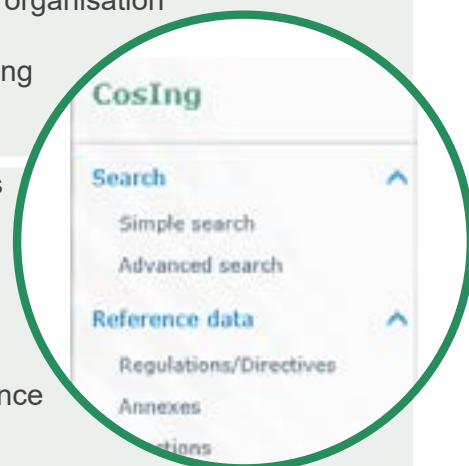 organisation
ng
CosIng
Search
s
Simple search
Advanced search
Reference data
Regulations/Directives
nce
Annexes